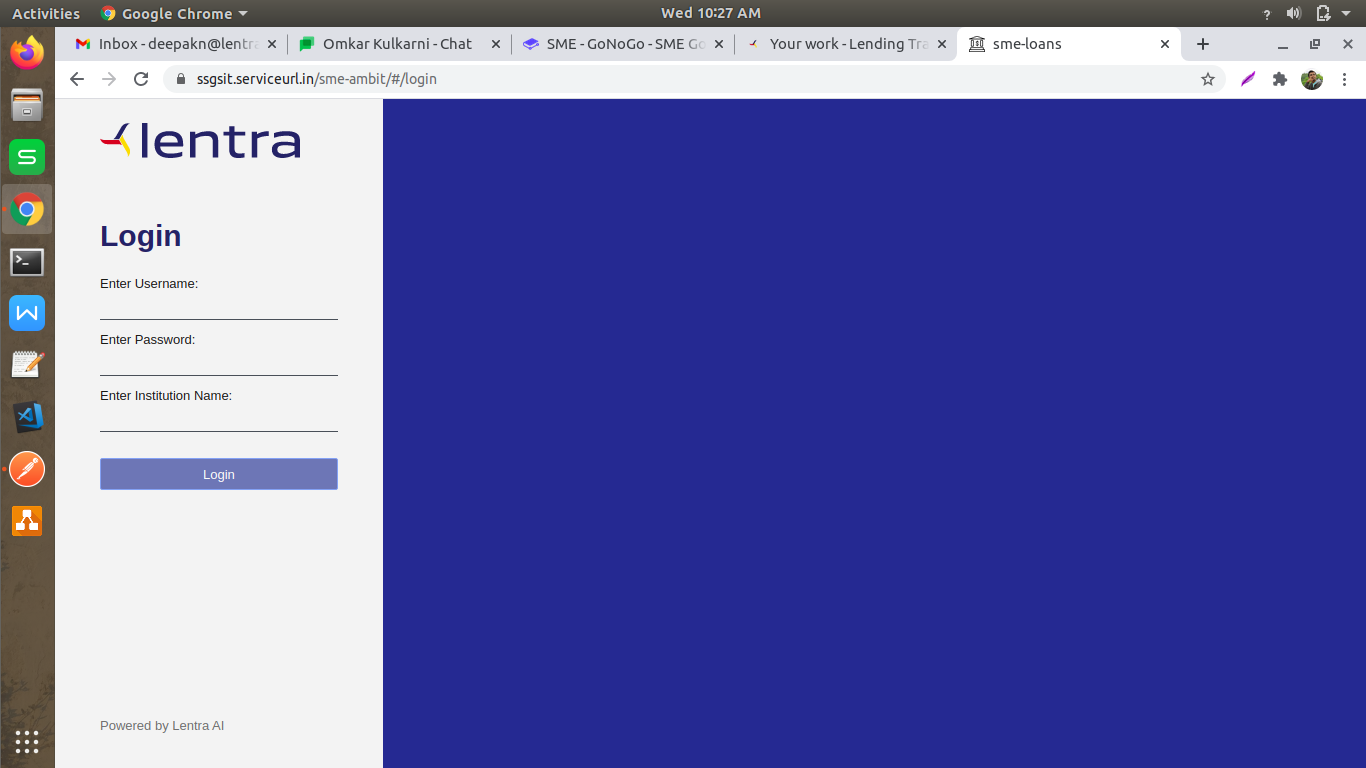 Activities
Google Chrome
Wed 10:27 AM
?
Inbox - deepakn@lentra
Omkar Kulkarni - Chat
SME - GoNoGo - SME Go
Your work - Lending Tra
sme-loans
ssgsit.serviceurl.in/sme-ambit/#/login
lentra
Login
Enter Username:
Enter Password:
Enter Institution Name:
Login
Powered by Lentra AI